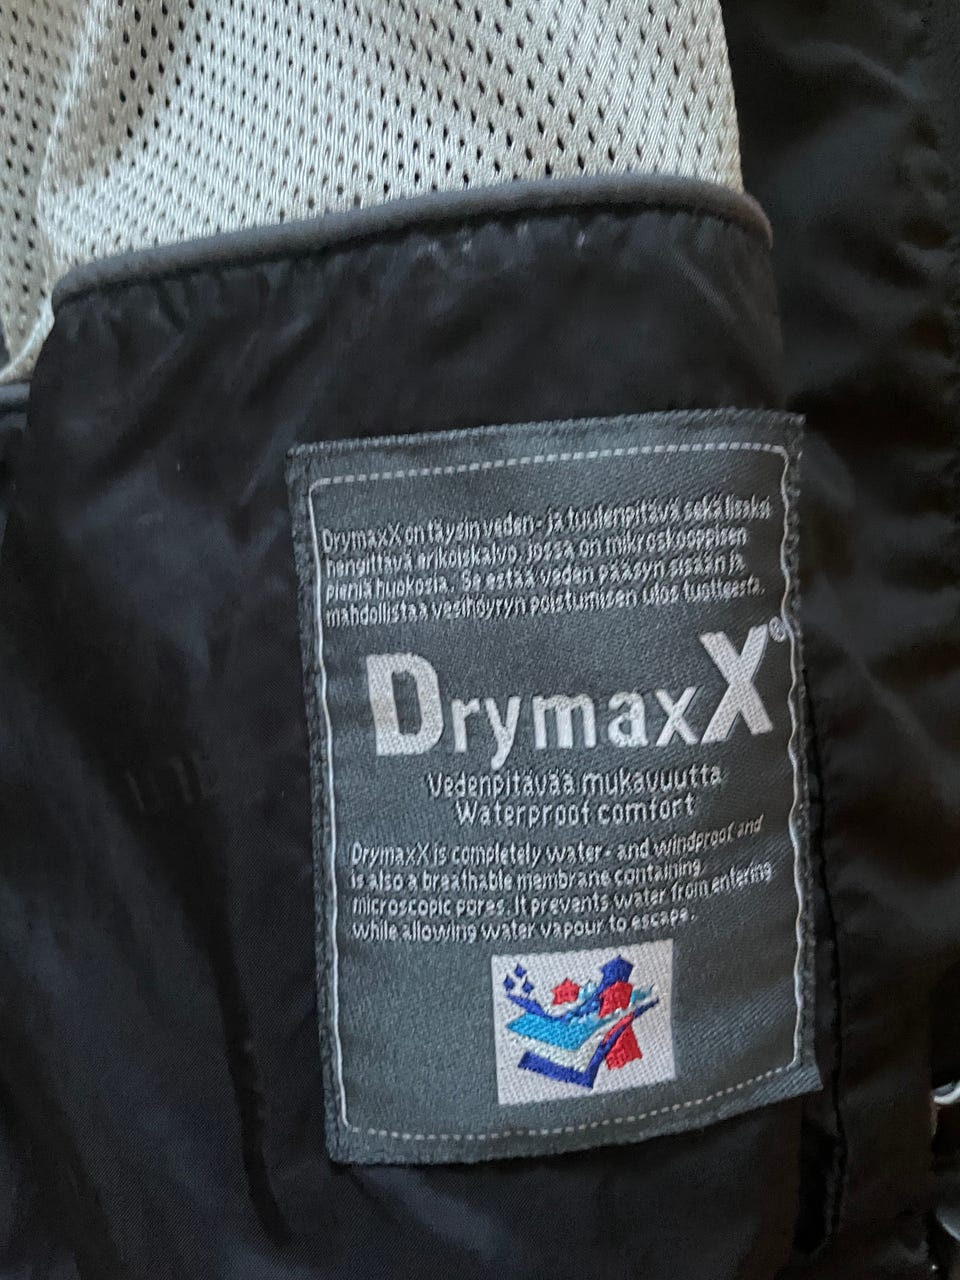 DrymaxX on täysin veden- ja tuulenpitävä sekä lisäksi
hengittävä erikoiskalvo, jossa on mikroskooppisen
pieniä huokosia. Se estää veden pääsyn sisään ja
mahdollistaa vesihöyryn poistumisen ulos tuotteesta.
DrymaxX®
Vedenpitävää mukavuutta
Waterproof comfort
DrymaxX is completely water- and windproof and
is also a breathable membrane containing
microscopic pores. It prevents water from entering
while allowing water vapour to escape.